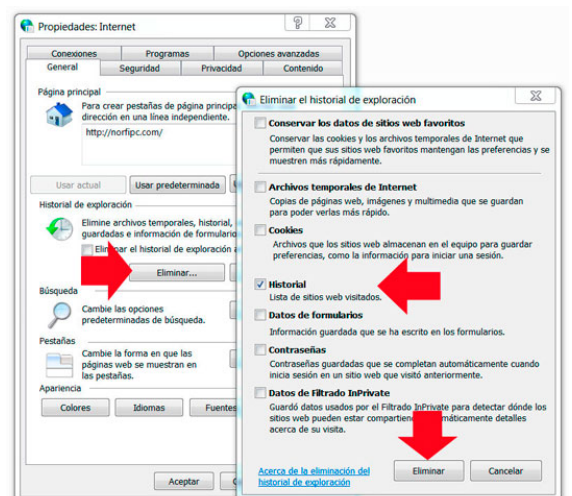 Propiedades: Internet
Conexiones Programas Opciones avanzadas
General Seguridad Privacidad Contenido
Página principal
Para crear pestañas de página principal
dirección en una línea independiente.
http://norfipc.com/
Usar actual Usar predeterminada
Historial de exploración
Elimine archivos temporales, historial,
guardadas e información de formulario
el historial de exploración a
Eliminar...
Búsqueda
Cambie las opciones
predeterminadas de búsqueda.
Pestañas
Cambie la forma en que las
páginas web se muestran en
las pestañas.
Apariencia
Colores Idiomas Fuentes
Aceptar
Eliminar el historial de exploración
Conservar los datos de sitios web favoritos
Conservar las cookies y los archivos temporales de Internet que
permiten que sus sitios web favoritos mantengan las preferencias y se
muestren más rápidamente.
Archivos temporales de Internet
Copias de páginas web, imágenes y multimedia que se guardan
para poder verlas más rápido.
Cookies
Archivos que los sitios web almacenan en el equipo para guardar
preferencias, como la información para iniciar una sesión.
Historial
Lista de sitios web visitados.
Datos de formularios
Información guardada que se ha escrito en los formularios.
Contraseñas
Contraseñas guardadas que se completan automáticamente cuando
inicia sesión en un sitio web que visitó anteriormente.
Datos de Filtrado InPrivate
Guardó datos usados por el Filtrado InPrivate para detectar dónde los
sitios web pueden estar compartien máticamente detalles
acerca de su visita.
Acerca de la eliminación del
historial de exploración
Eliminar Cancelar